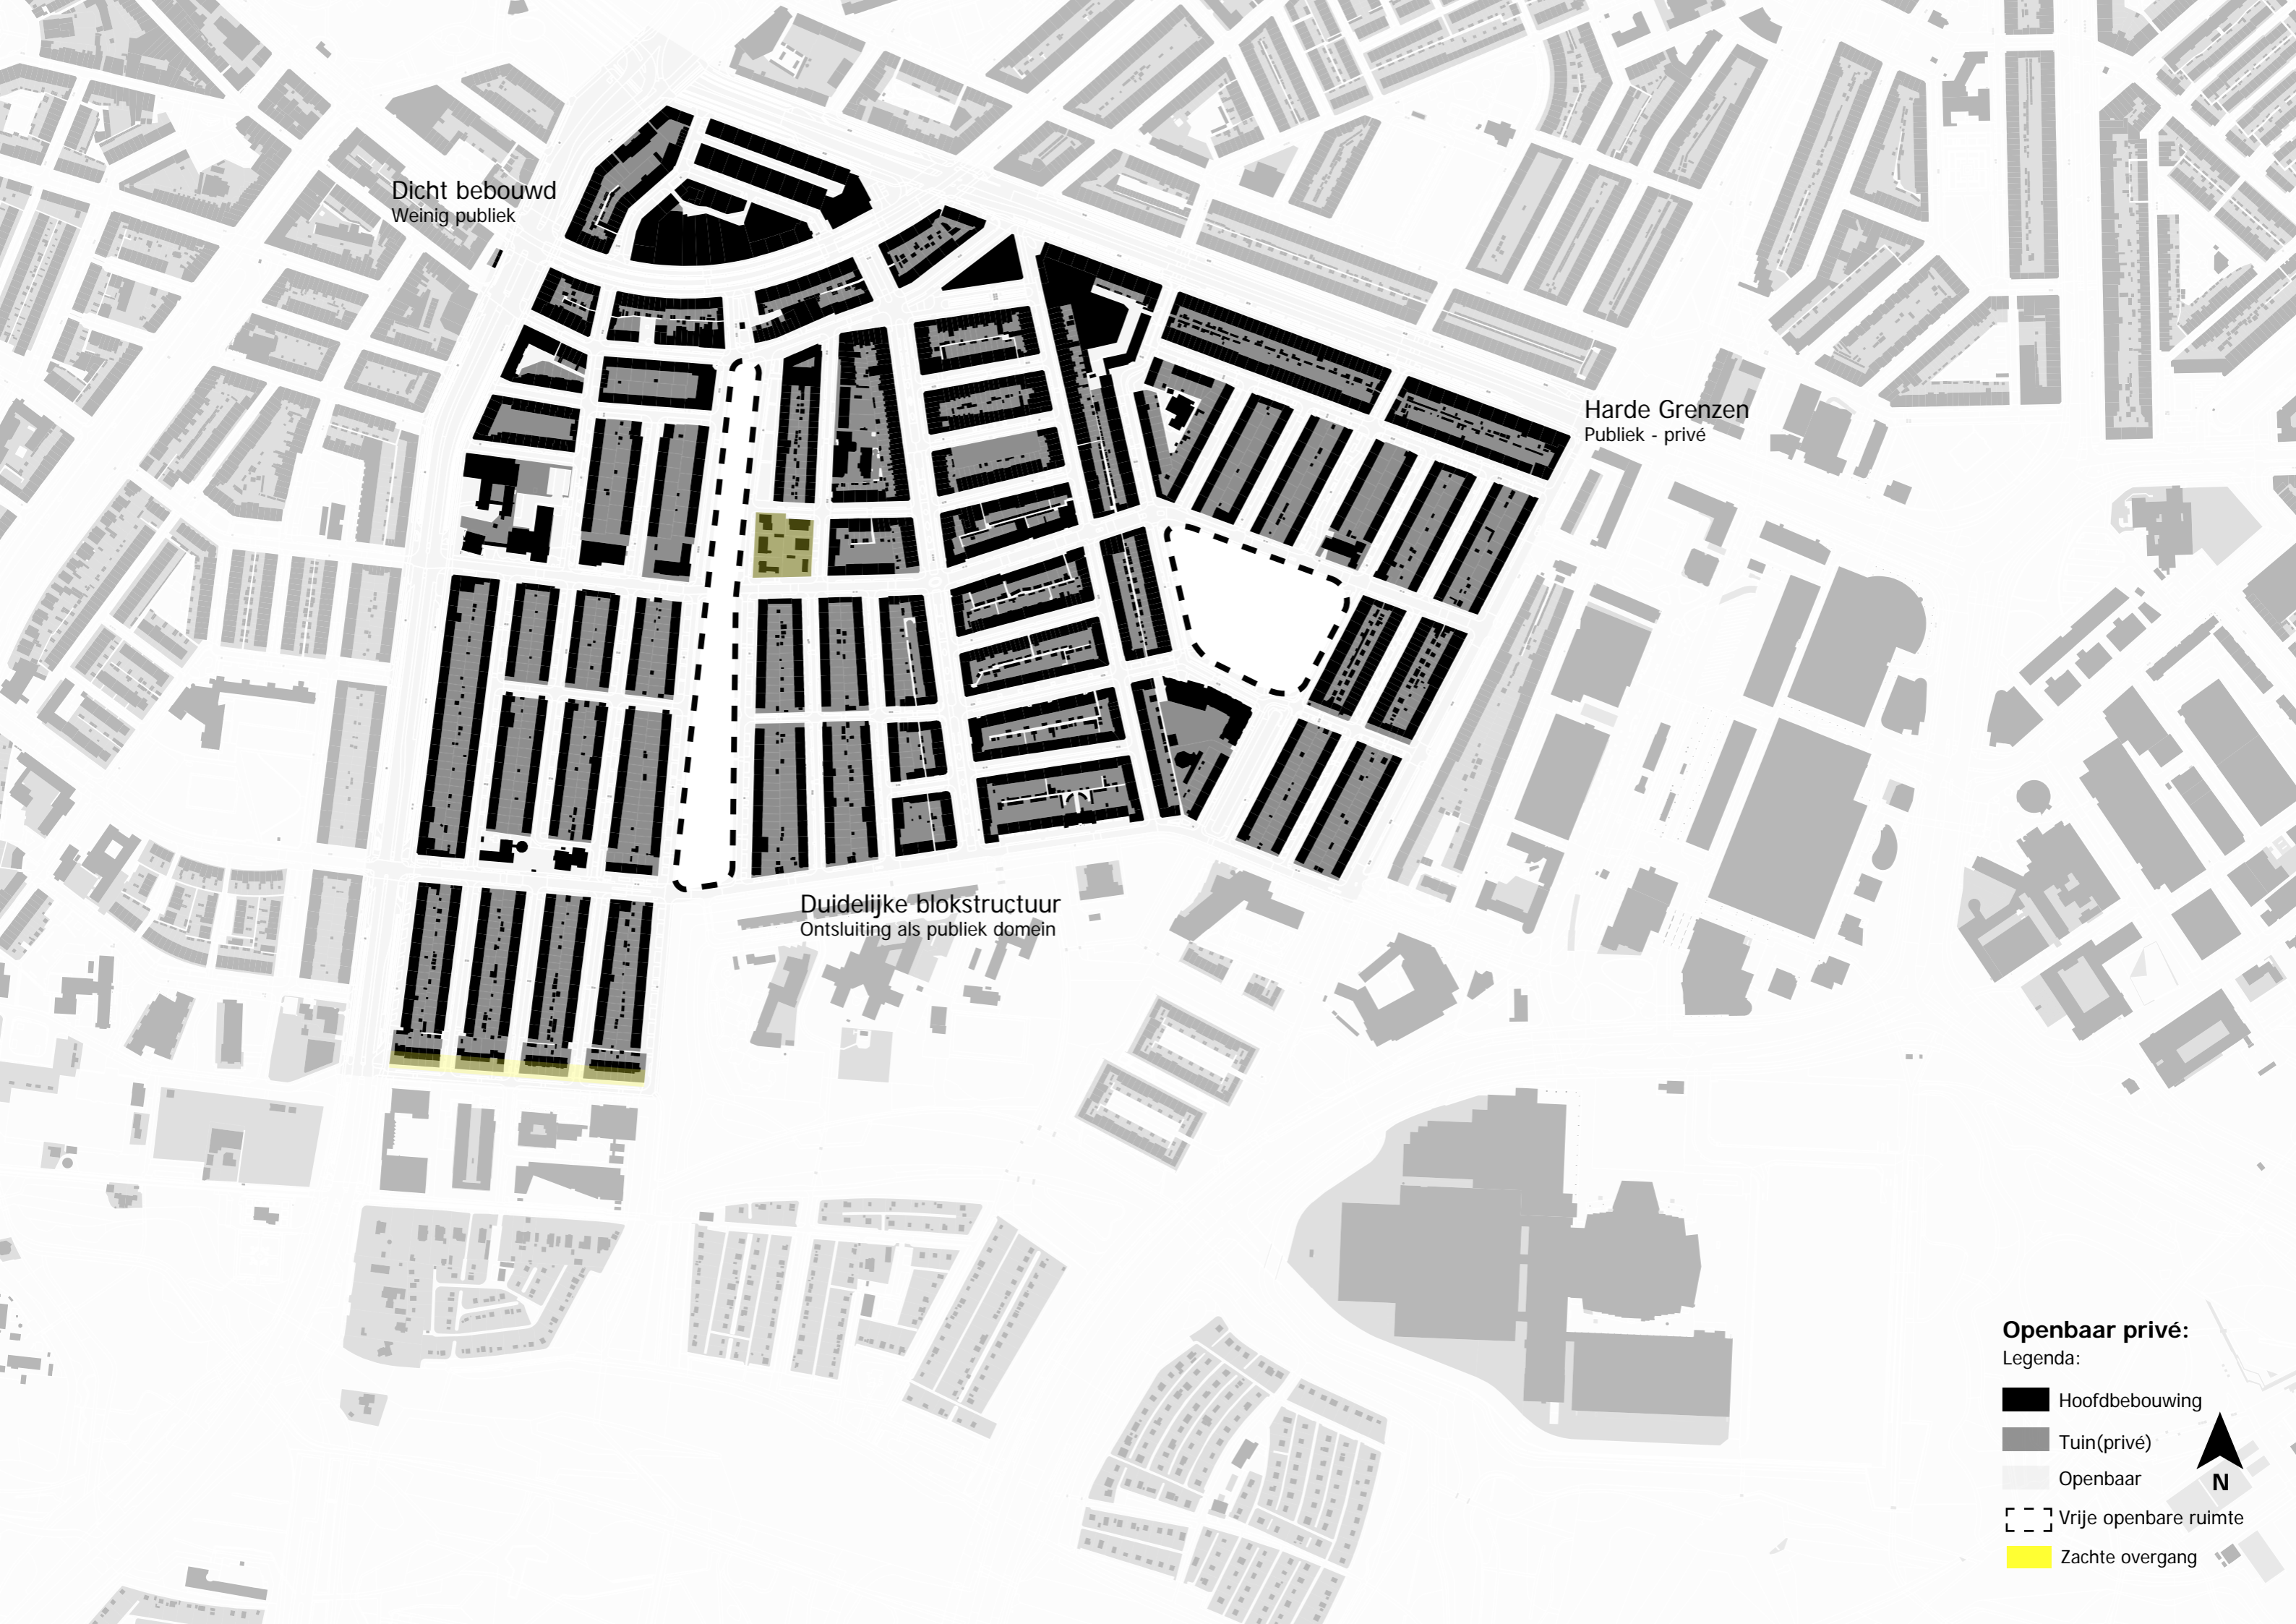 Dicht bebouwd
Weinig publiek
Harde Grenzen
Publiek - privé
Duidelijke blokstructuur
Ontsluiting als publiek domein
Openbaar privé:
Legenda:
Hoofdbebouwing
Tuin(privé)
Openbaar
N
Vrije openbare ruimte
Zachte overgang